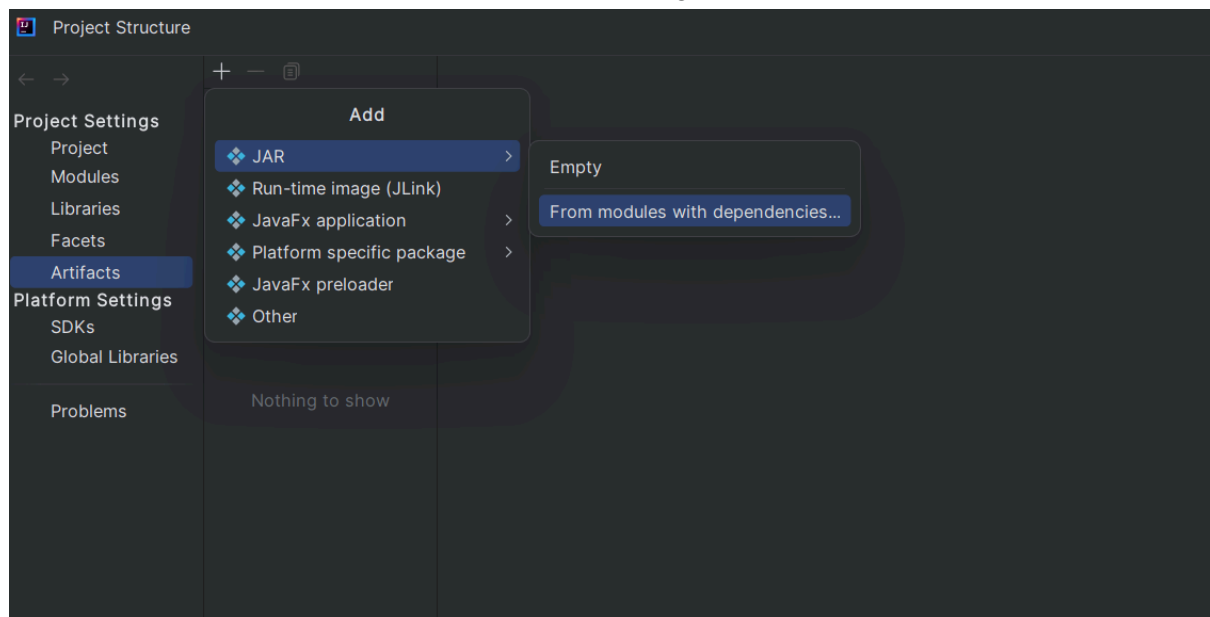 Project Structure
Project Settings
Project
Modules
Libraries
Facets
Artifacts
Platform Settings
SDKs
Global Libraries
Problems
Add
JAR
Run-time image (JLink)
JavaFx application
Platform specific package
JavaFx preloader
Other
Nothing to show
Empty
From modules with dependencies...